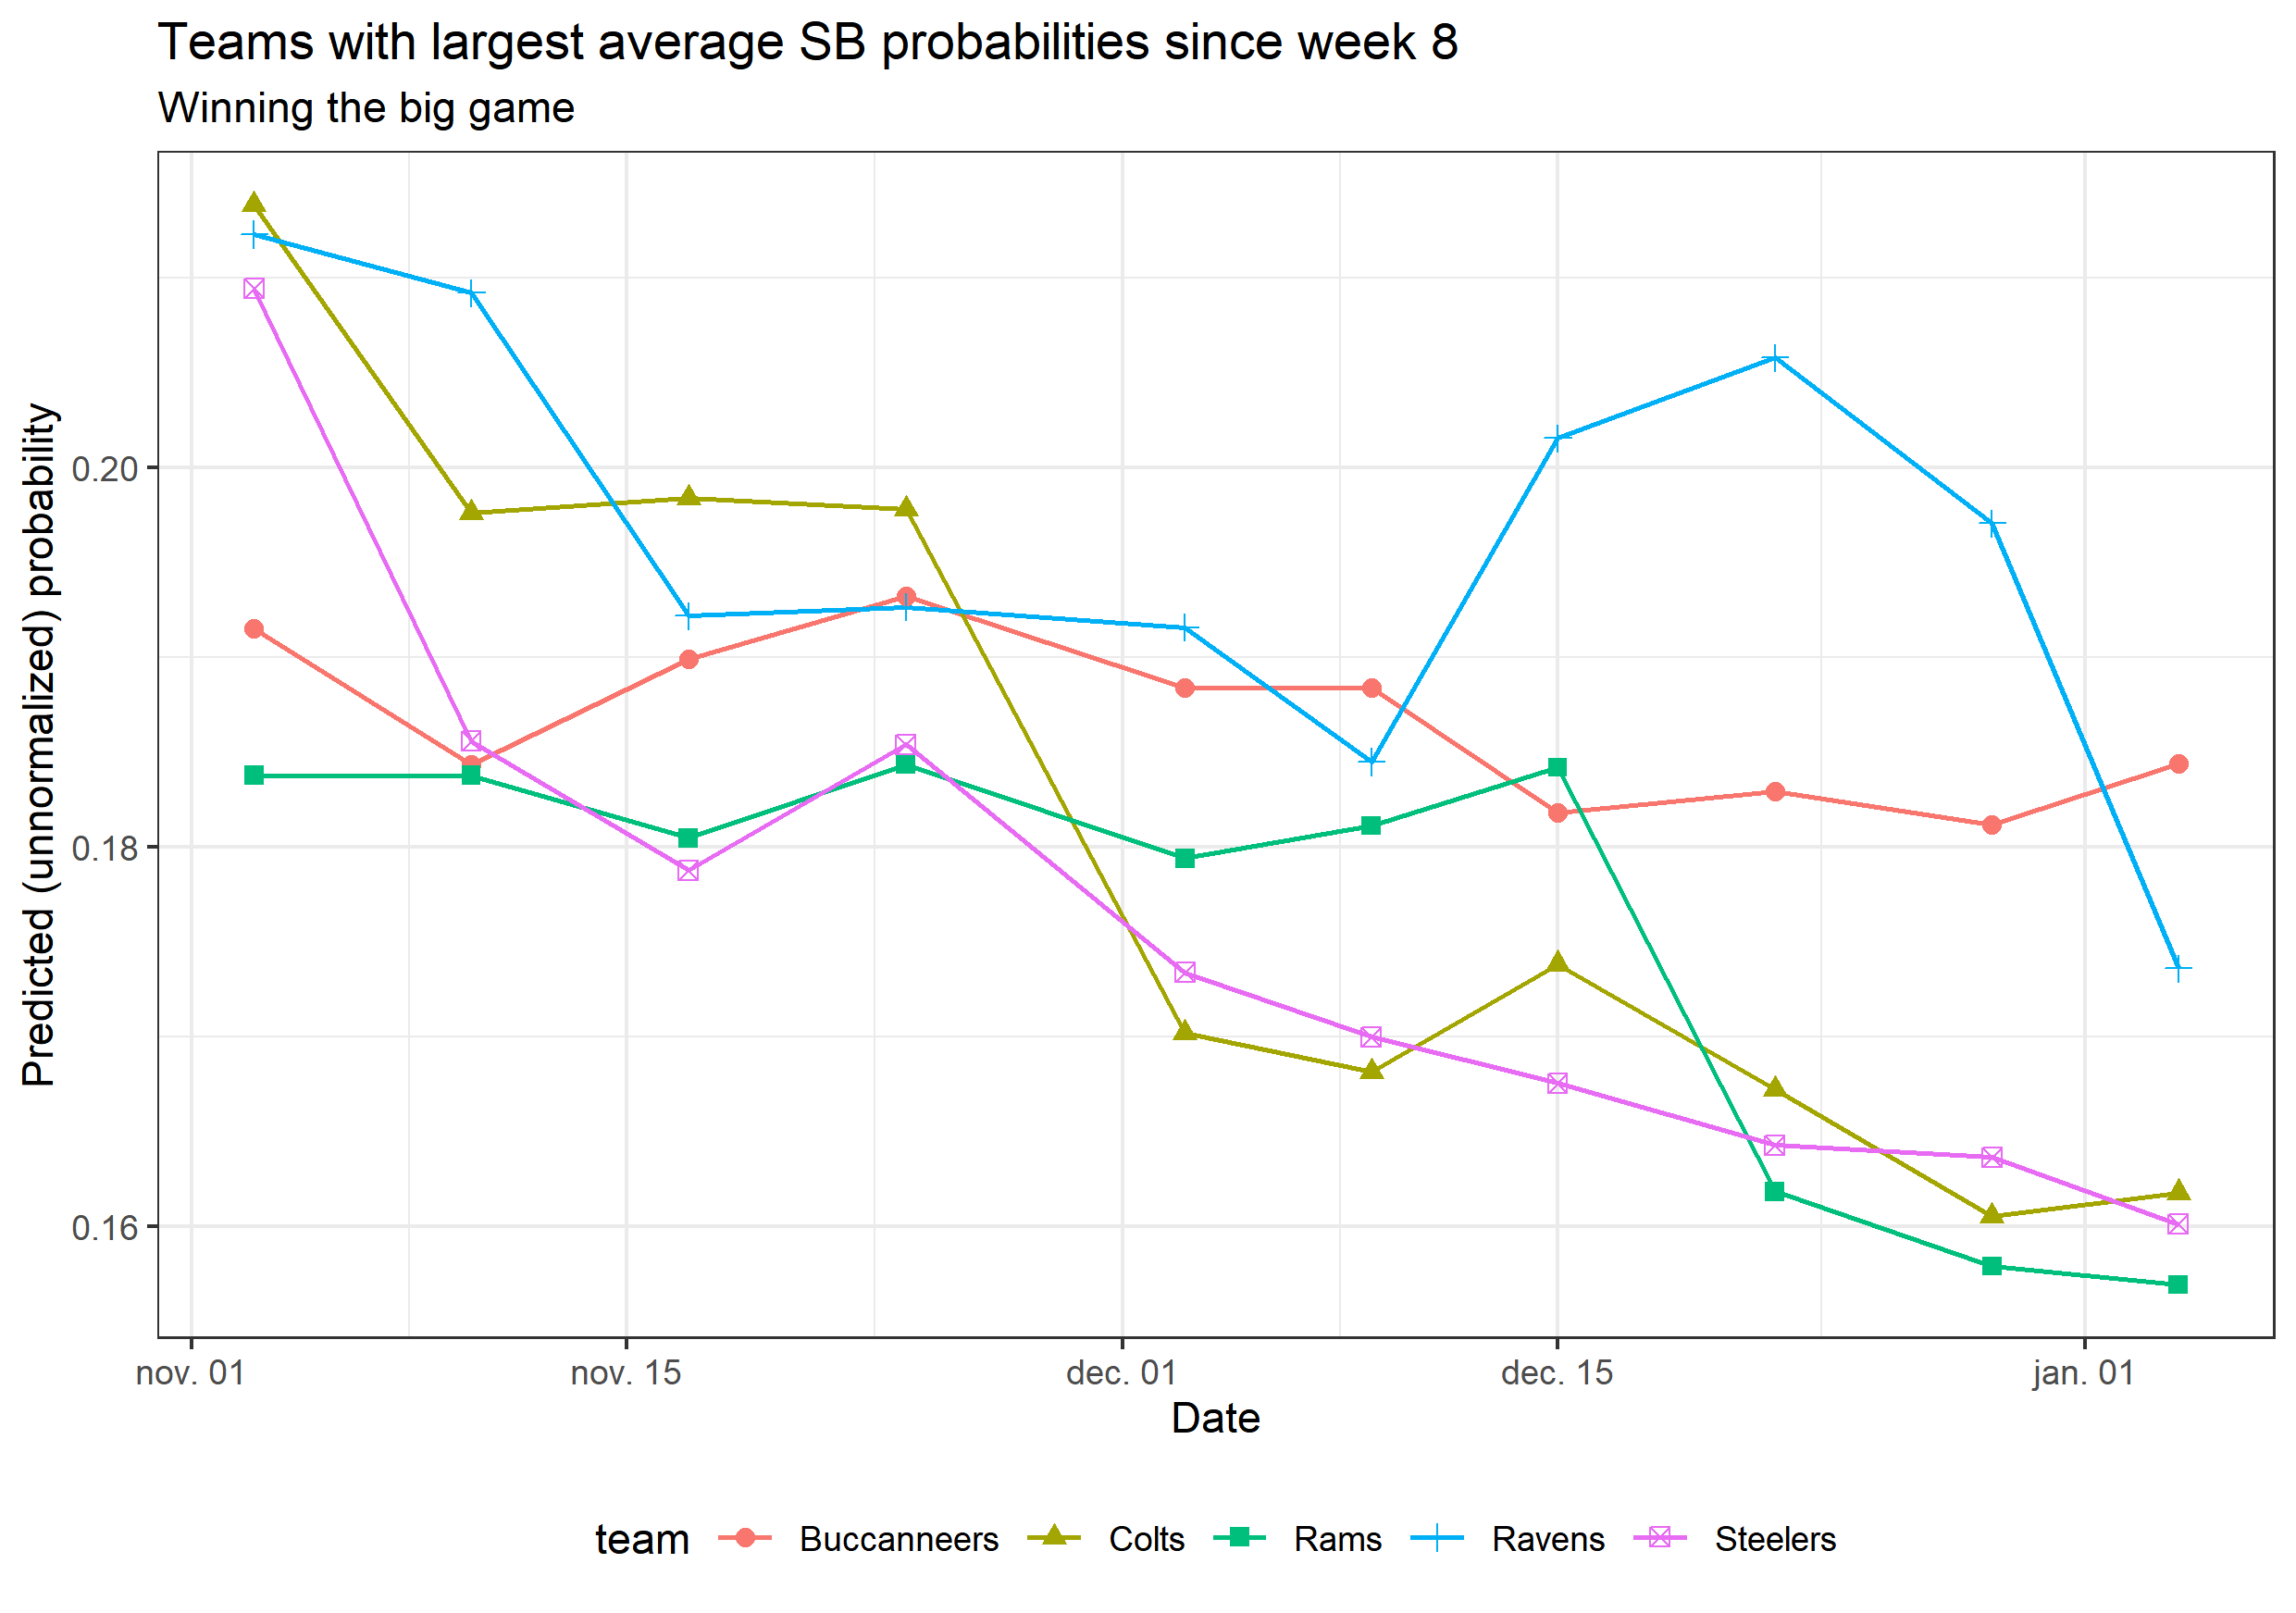 Teams with largest average SB probabilities since week 8
Winning the big game
Predicted (unnormalized) probability
0.20
0.18
0.16
nov. 01
nov. 15
dec. 01
dec. 15
jan. 01
Date
team
Buccanneers
Colts
Rams
Ravens
Steelers